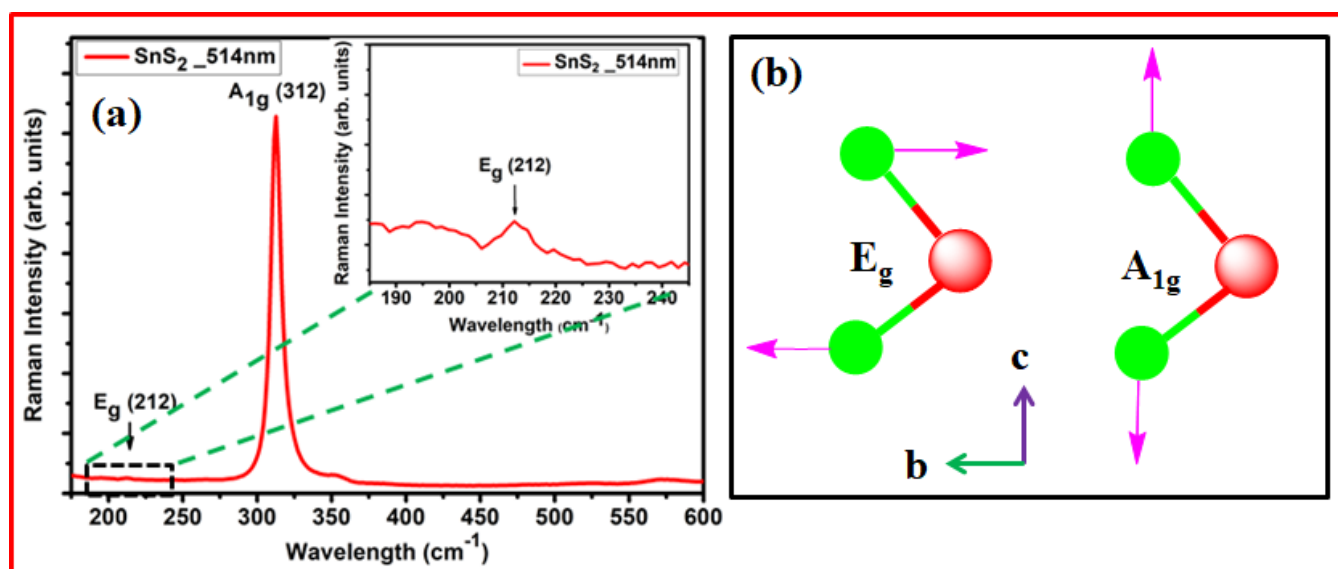 SnS₂ _514nm
(a)
A₁g (312)
Raman Intensity (arb. units)
Eg (212)
200 250 300 350 400 450 500 550 600
Wavelength (cm⁻¹)
SnS₂ _514nm
Raman Intensity (arb. units)
Eg (212)
190 200 210 220 230 240
Wavelength (cm⁻¹)
(b)
Eg
A₁g
c
b